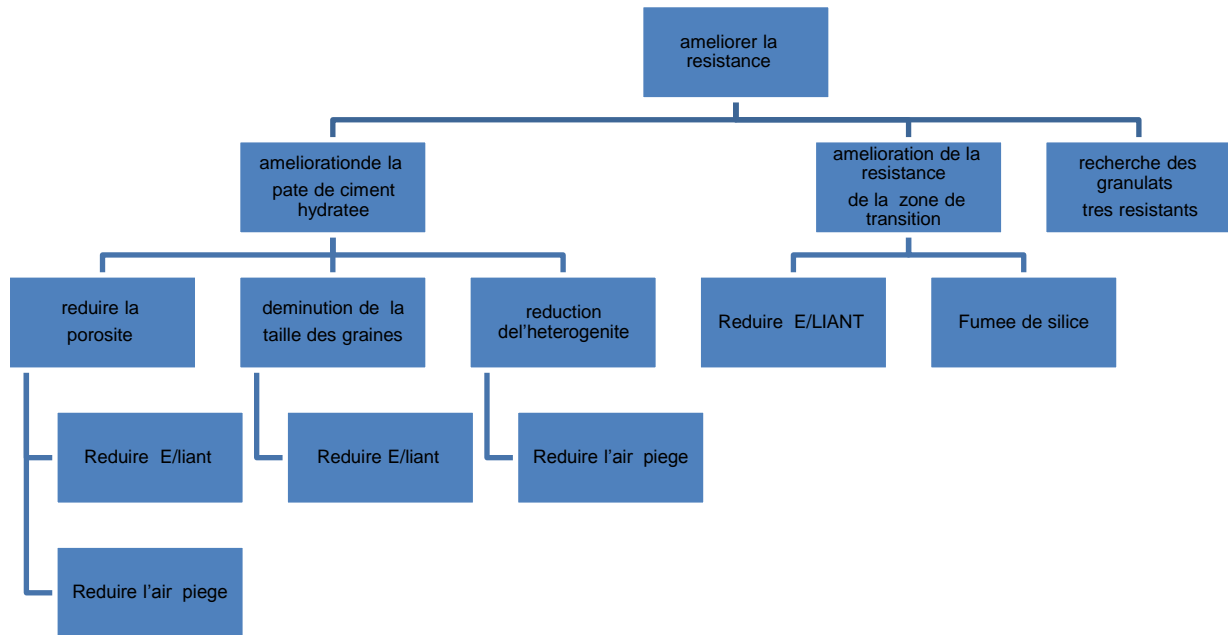 ameliorer la
resistance
ameliorationde la
pate de ciment
hydratee
amelioration de la
resistance
de la zone de
transition
recherche des
granulats
tres resistants
reduire la
porosite
deminution de la
taille des graines
reduction
del'heterogenite
Reduire E/LIANT
Fumee de silice
Reduire E/liant
Reduire E/liant
Reduire l'air piege
Reduire l'air piege